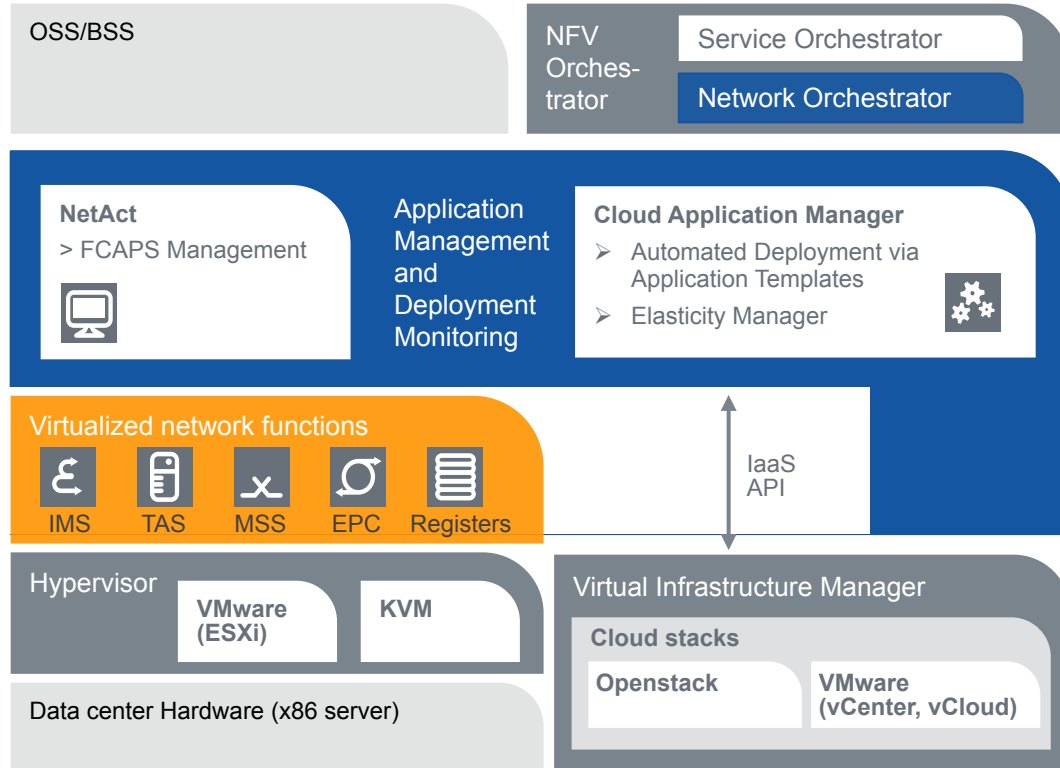 OSS/BSS
NFV
Orches-
trator
Service Orchestrator
Network Orchestrator
NetAct
> FCAPS Management
Application
Management
and
Deployment
Monitoring
Cloud Application Manager
➢ Automated Deployment via
Application Templates
➢ Elasticity Manager
Virtualized network functions
IMS
TAS
MSS
EPC
Registers
IaaS
API
Hypervisor
VMware
(ESXi)
KVM
Virtual Infrastructure Manager
Cloud stacks
Openstack
VMware
(vCenter, vCloud)
Data center Hardware (x86 server)